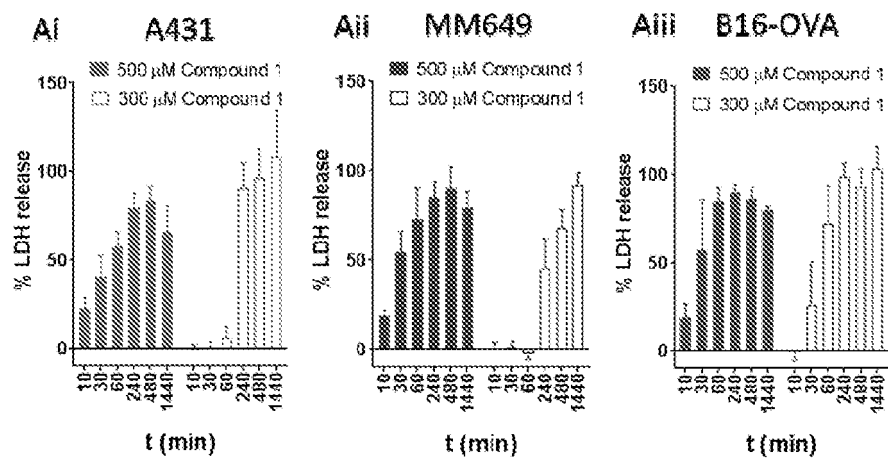 Ai A431
500 μM Compound 1
300 μM Compound 1
% LDH release
150
100
50
0
10 30 60 240 480 1440 10 30 60 240 480 1440
t (min)
Aii MM649
500 μM Compound 1
300 μM Compound 1
% LDH release
150
100
50
0
10 30 60 240 480 1440 10 30 60 240 480 1440
t (min)
Aiii B16-OVA
500 μM Compound 1
300 μM Compound 1
% LDH release
150
100
50
0
10 30 60 240 480 1440 10 30 60 240 480 1440
t (min)